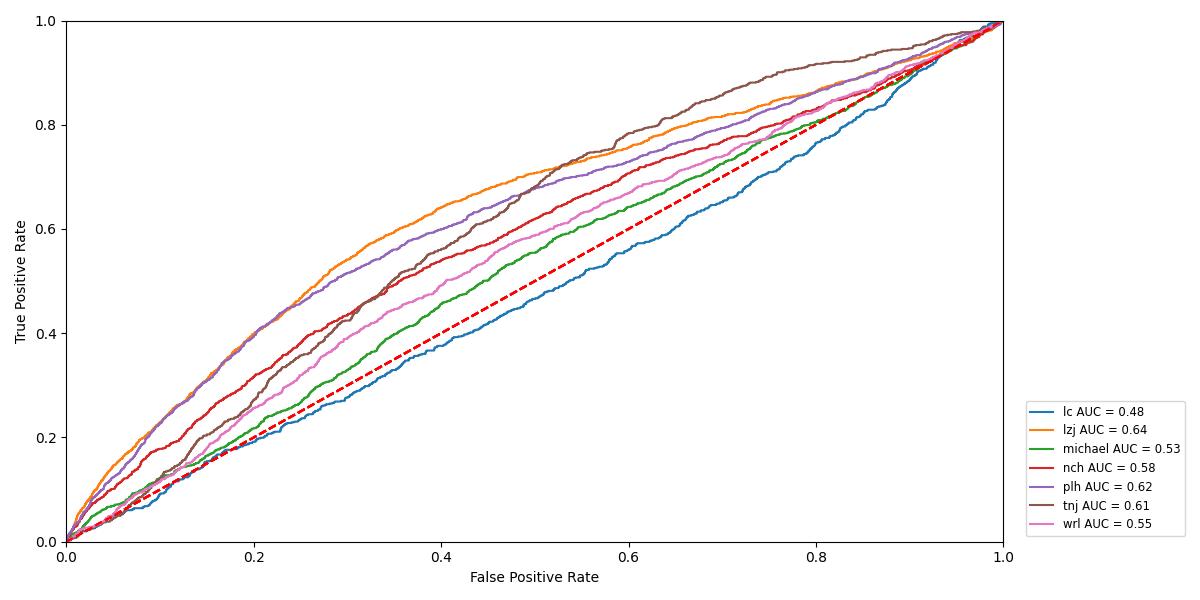 1.0
0.8
0.6
0.4
0.2
0.0
True Positive Rate
0.0 0.2 0.4 0.6 0.8 1.0
False Positive Rate
lc AUC = 0.48
lzj AUC = 0.64
michael AUC = 0.53
nch AUC = 0.58
plh AUC = 0.62
tnj AUC = 0.61
wrl AUC = 0.55